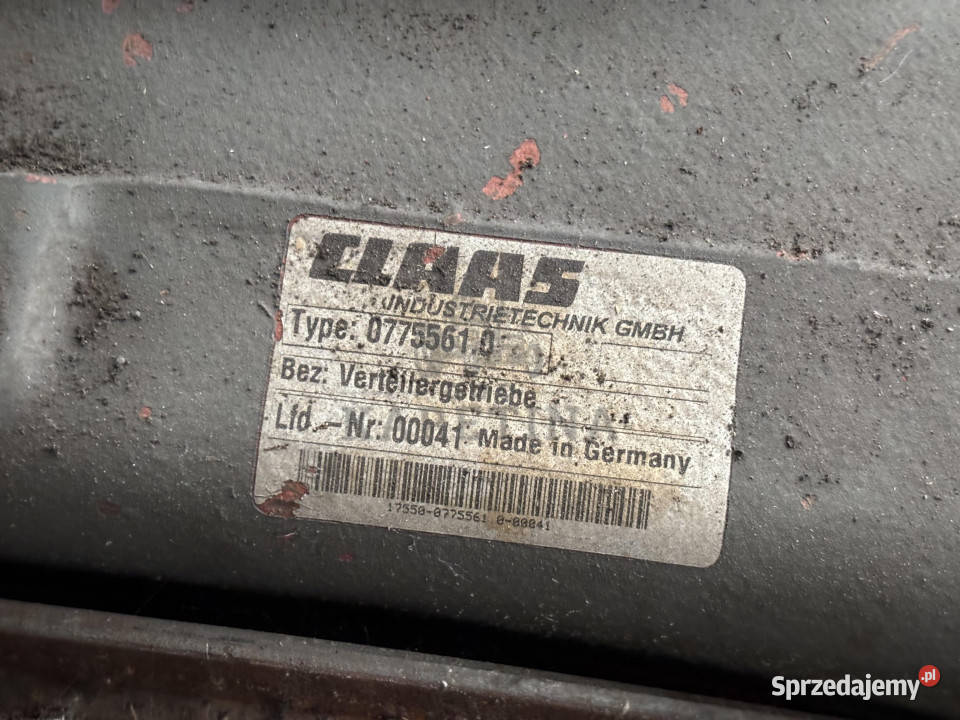 CLAAS
INDUSTRIETECHNIK GMBH
Type: 0775561.0
Bez: Verteilergetriebe
Lfd.-Nr: 00041 Made in Germany
17550-0775561 0-00041
Sprzedajemy.pl